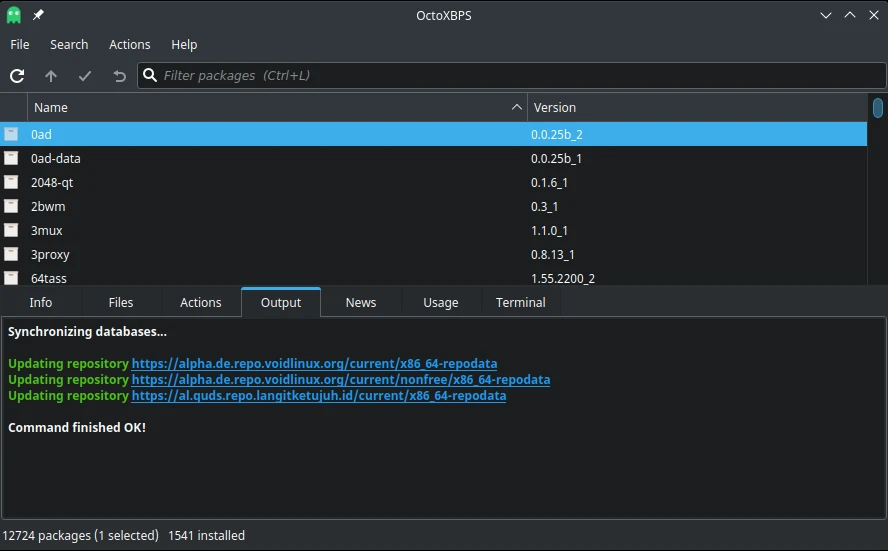 OctoXBPS
File Search Actions Help
Filter packages (Ctrl+L)
Name Version
0ad 0.0.25b_2
0ad-data 0.0.25b_1
2048-qt 0.1.6_1
2bwm 0.3_1
3mux 1.1.0_1
3proxy 0.8.13_1
64tass 1.55.2200_2
Info Files Actions Output News Usage Terminal
Synchronizing databases...
Updating repository https://alpha.de.repo.voidlinux.org/current/x86_64-repodata
Updating repository https://alpha.de.repo.voidlinux.org/current/nonfree/x86_64-repodata
Updating repository https://al.quds.repo.langitketujuh.id/current/x86_64-repodata
Command finished OK!
12724 packages (1 selected) 1541 installed